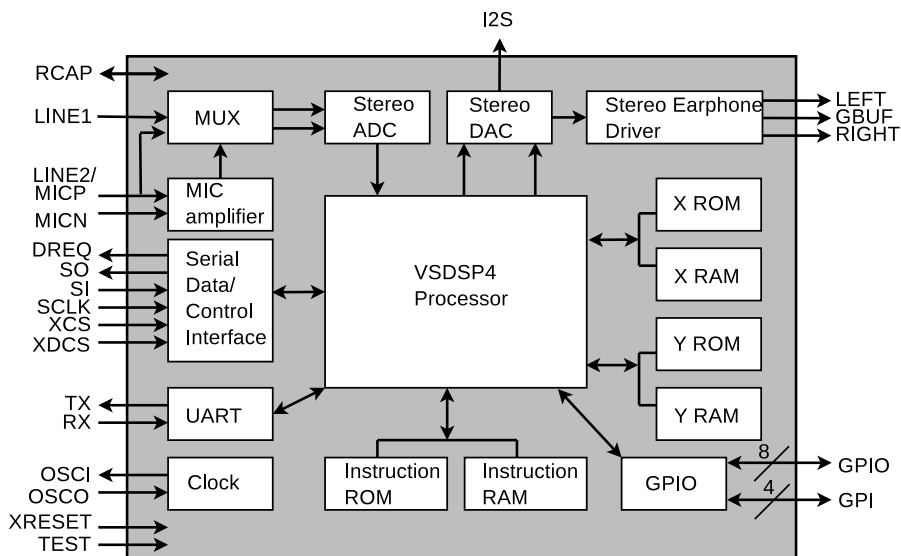 I2S
RCAP
LINE1
LINE2/
MICP
MICN
DREQ
SO
SI
SCLK
XCS
XDCS
TX
RX
OSCI
OSCO
XRESET
TEST
MUX
Stereo
ADC
Stereo
DAC
Stereo Earphone
Driver
LEFT
GBUF
RIGHT
MIC
amplifier
Serial
Data/
Control
Interface
VSDSP4
Processor
X ROM
X RAM
Y ROM
Y RAM
UART
Clock
Instruction
ROM
Instruction
RAM
GPIO
8
GPIO
4
GPI